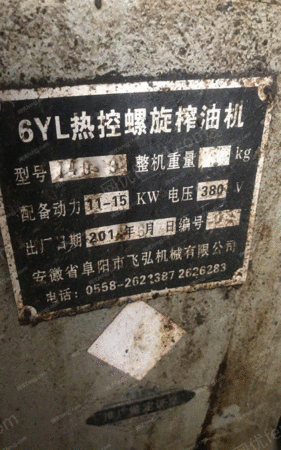 6YL热控螺旋榨油机
型号 整机重量 kg
配备动力 11-15 KW 电压 380 V
出厂日期 201 年 月 日 编号
安徽省阜阳市飞弘机械有限公司
电话：0558-2621387 2626283